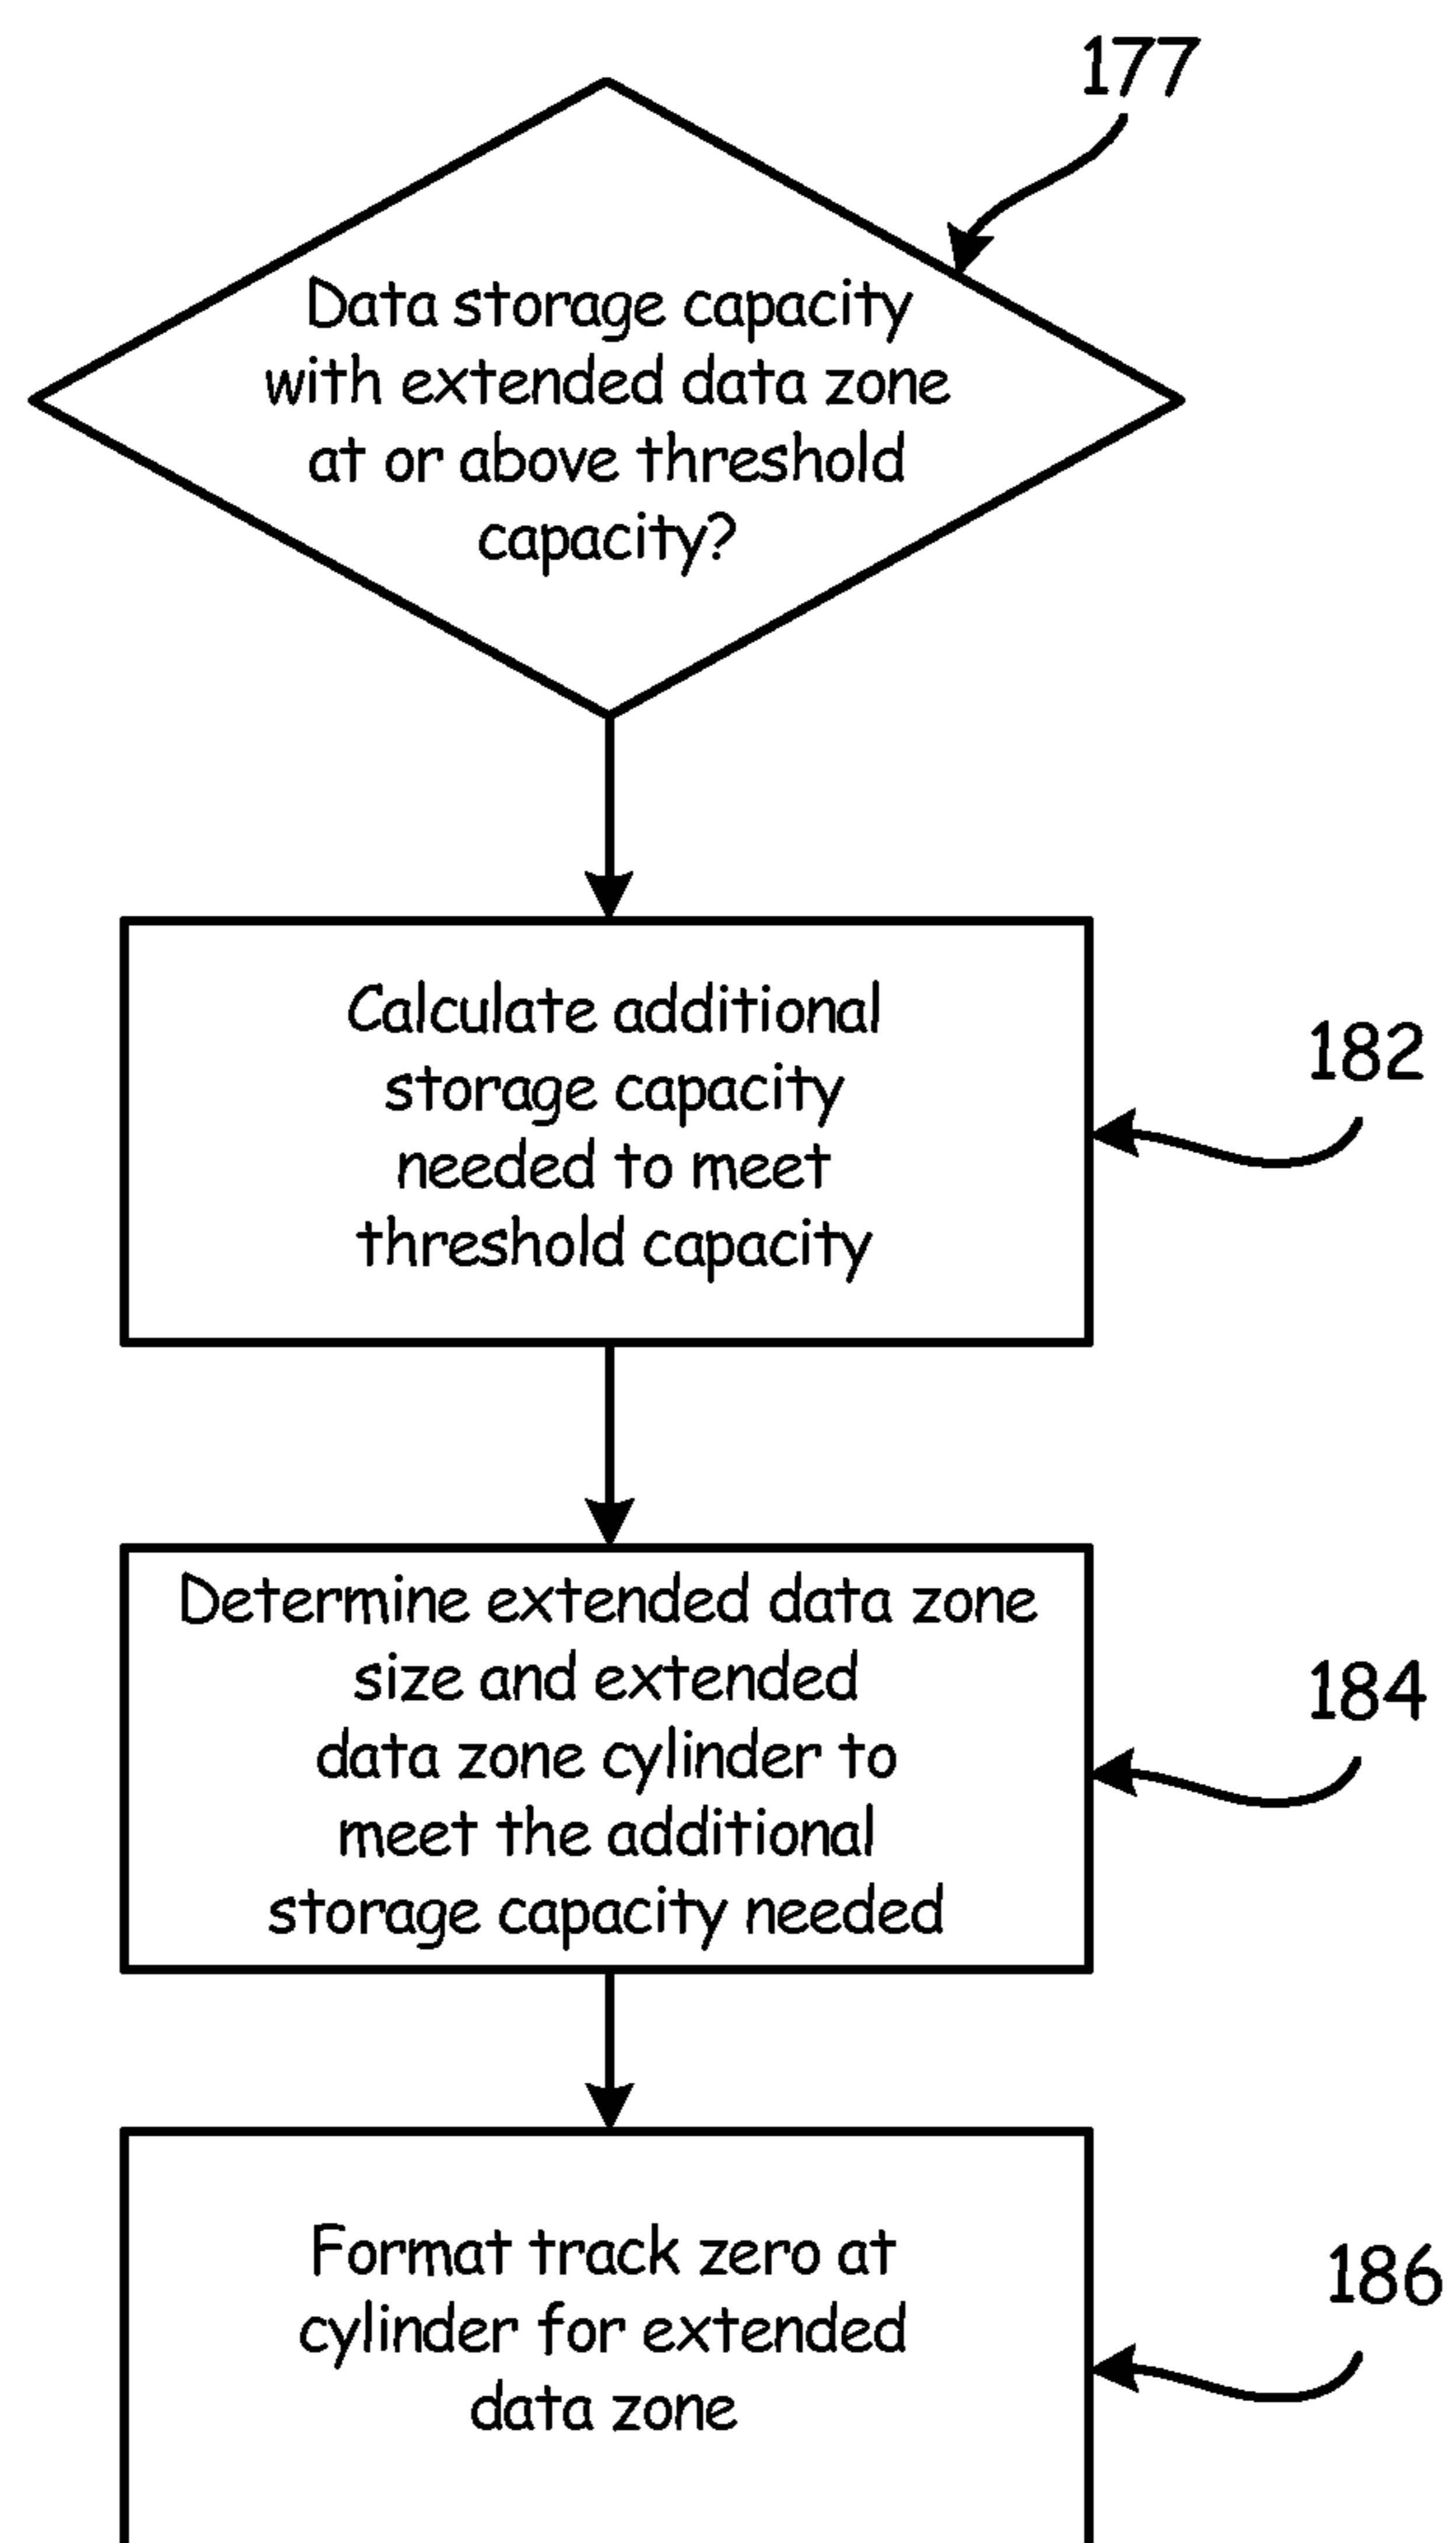 177
Data storage capacity
with extended data zone
at or above threshold
capacity?
Calculate additional
storage capacity
needed to meet
threshold capacity
182
Determine extended data zone
size and extended
data zone cylinder to
meet the additional
storage capacity needed
184
Format track zero at
cylinder for extended
data zone
186